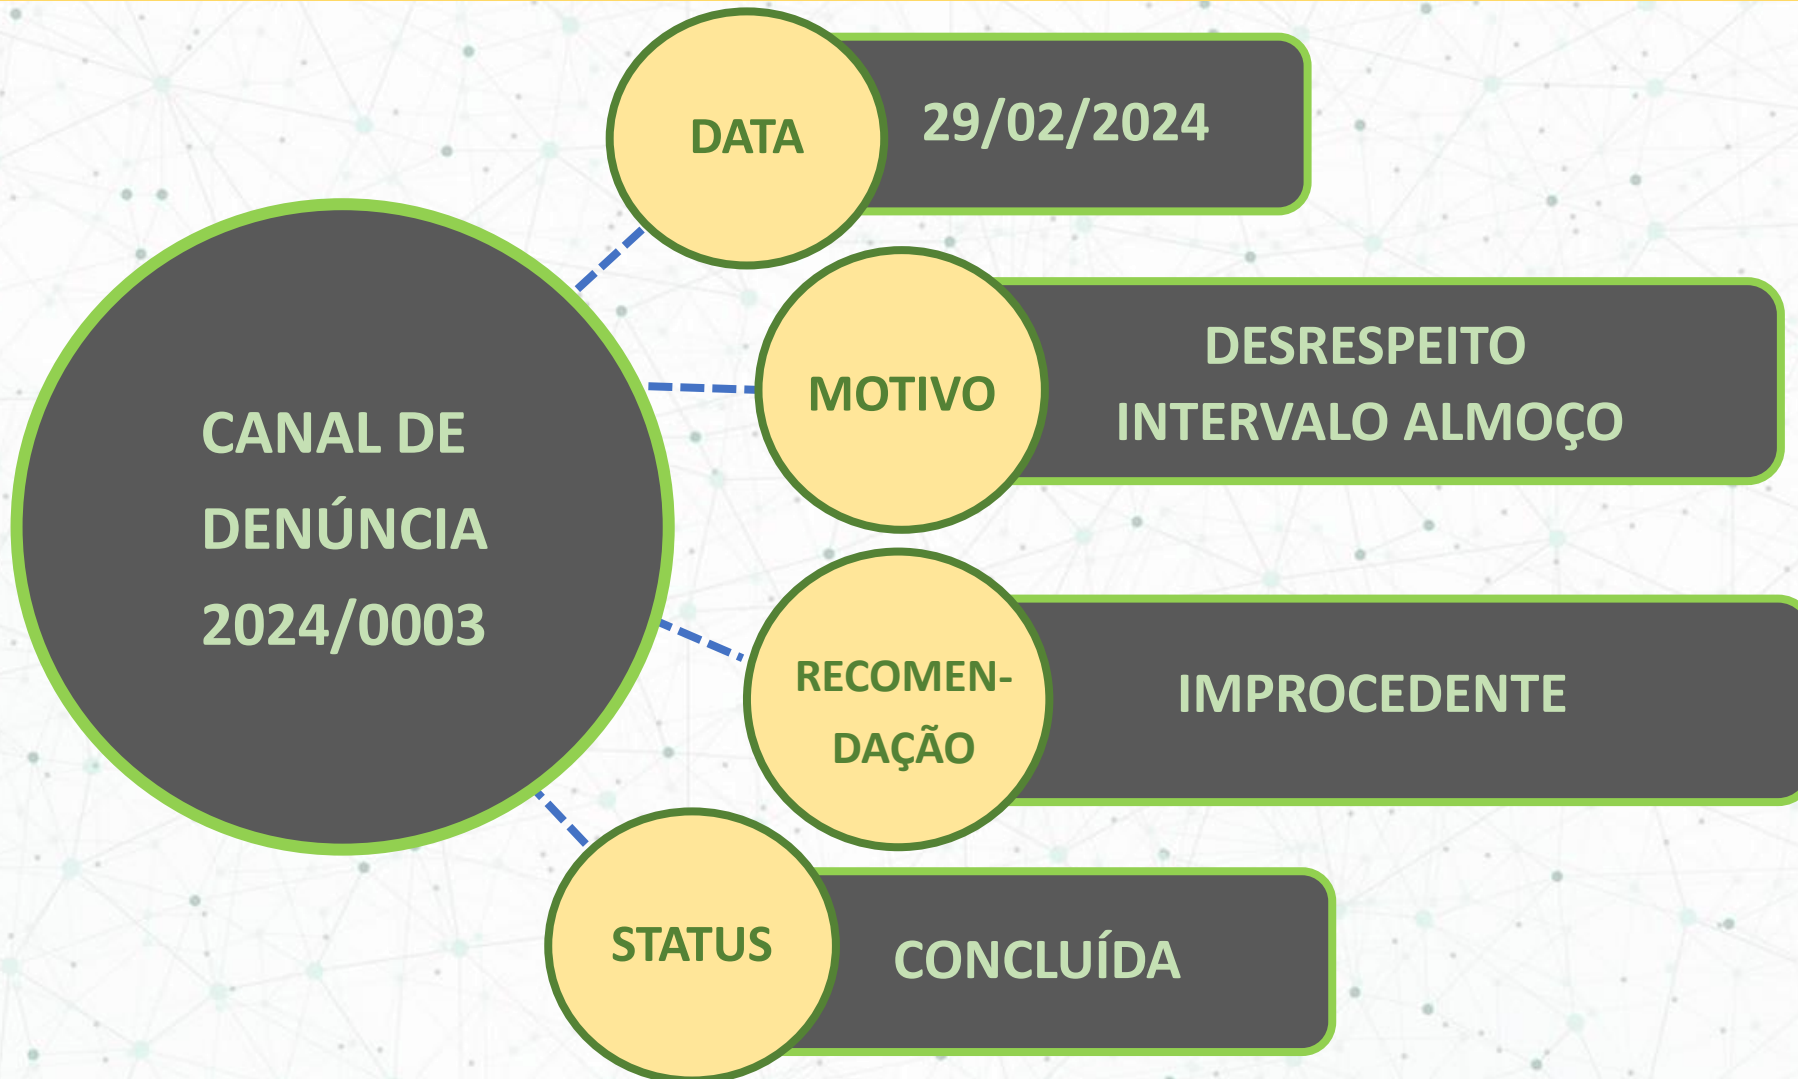 CANAL DE
DENÚNCIA
2024/0003
DATA
29/02/2024
MOTIVO
DESRESPEITO
INTERVALO ALMOÇO
RECOMEN-
DAÇÃO
IMPROCEDENTE
STATUS
CONCLUÍDA